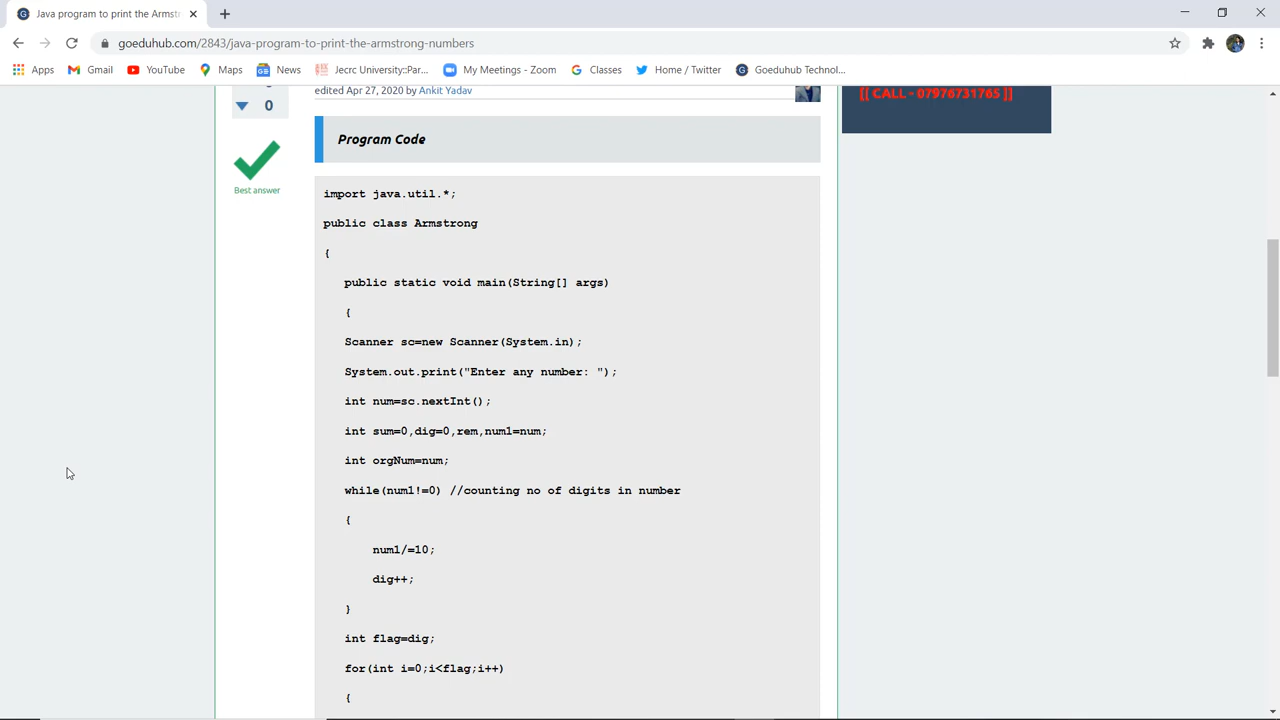 Java program to print the Armstr
goeduhub.com/2843/java-program-to-print-the-armstrong-numbers
Apps
Gmail
YouTube
Maps
News
Jecrc University::Par...
My Meetings - Zoom
Classes
Home / Twitter
Goeduhub Technol...
0
edited Apr 27, 2020 by Ankit Yadav
[[ CALL - 07976731765 ]]
Best answer
Program Code
import java.util.*;
public class Armstrong
{
public static void main(String[] args)
{
Scanner sc=new Scanner(System.in);
System.out.print("Enter any number: ");
int num=sc.nextInt();
int sum=0,dig=0,rem,num1=num;
int orgNum=num;
while(num1!=0) //counting no of digits in number
{
num1/=10;
dig++;
}
int flag=dig;
for(int i=0;i<flag;i++)
{